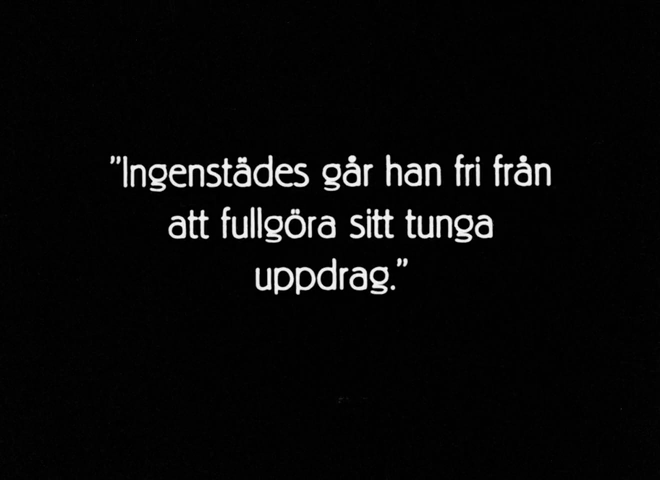 ”Ingenstädes går han fri från
att fullgöra sitt tunga
uppdrag.”